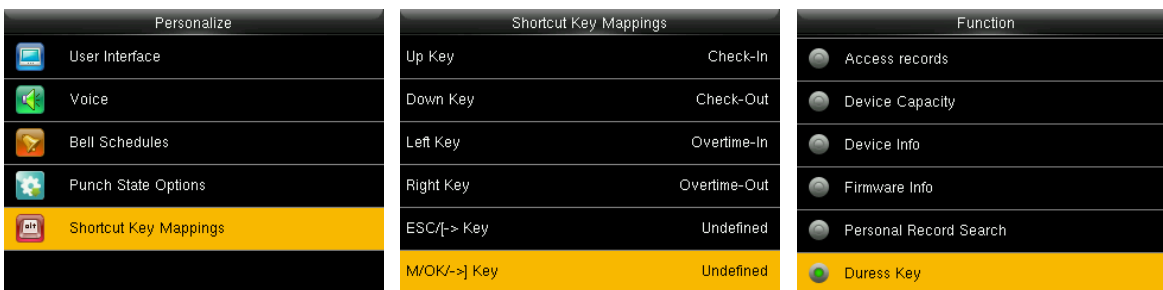 Personalize
User Interface
Voice
Bell Schedules
Punch State Options
alt
Shortcut Key Mappings
Shortcut Key Mappings
Up Key Check-In
Down Key Check-Out
Left Key Overtime-In
Right Key Overtime-Out
ESC/[-> Key Undefined
M/OK/->] Key Undefined
Function
Access records
Device Capacity
Device Info
Firmware Info
Personal Record Search
Duress Key